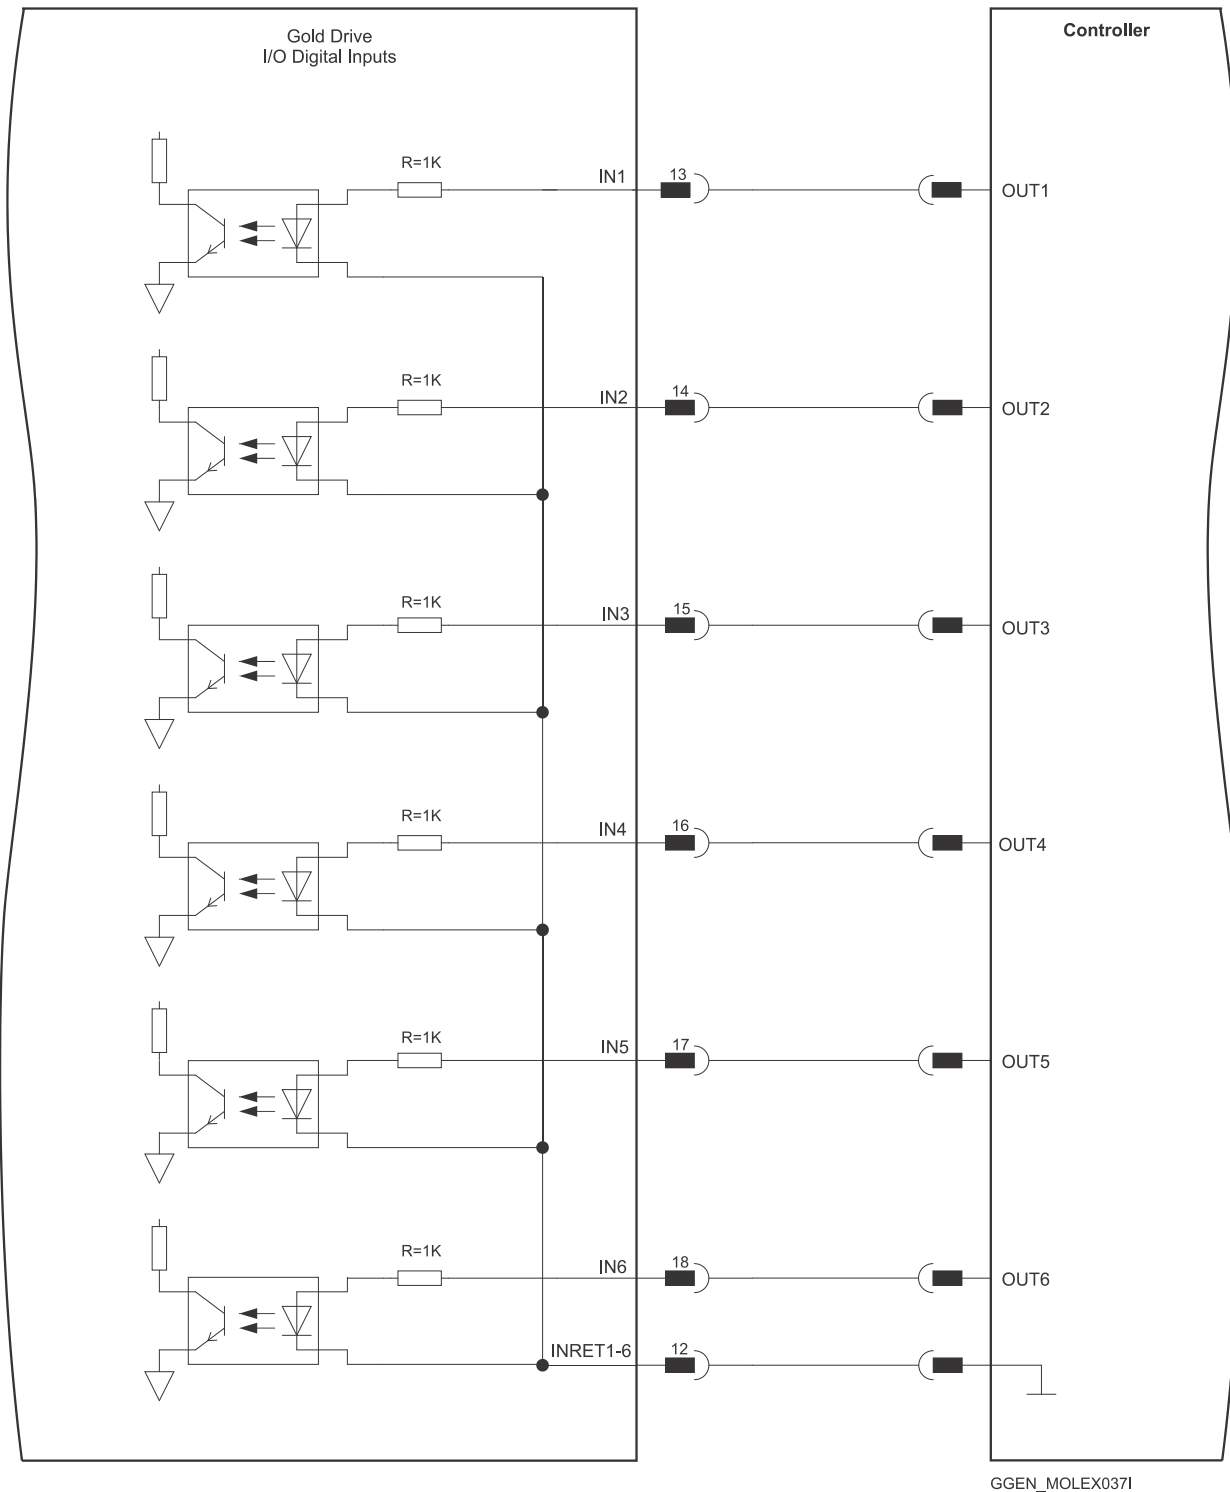 Gold Drive
I/O Digital Inputs
Controller
R=1K
IN1
13
OUT1
R=1K
IN2
14
OUT2
R=1K
IN3
15
OUT3
R=1K
IN4
16
OUT4
R=1K
IN5
17
OUT5
R=1K
IN6
18
OUT6
INRET1-6
12
GGEN_MOLEX037I